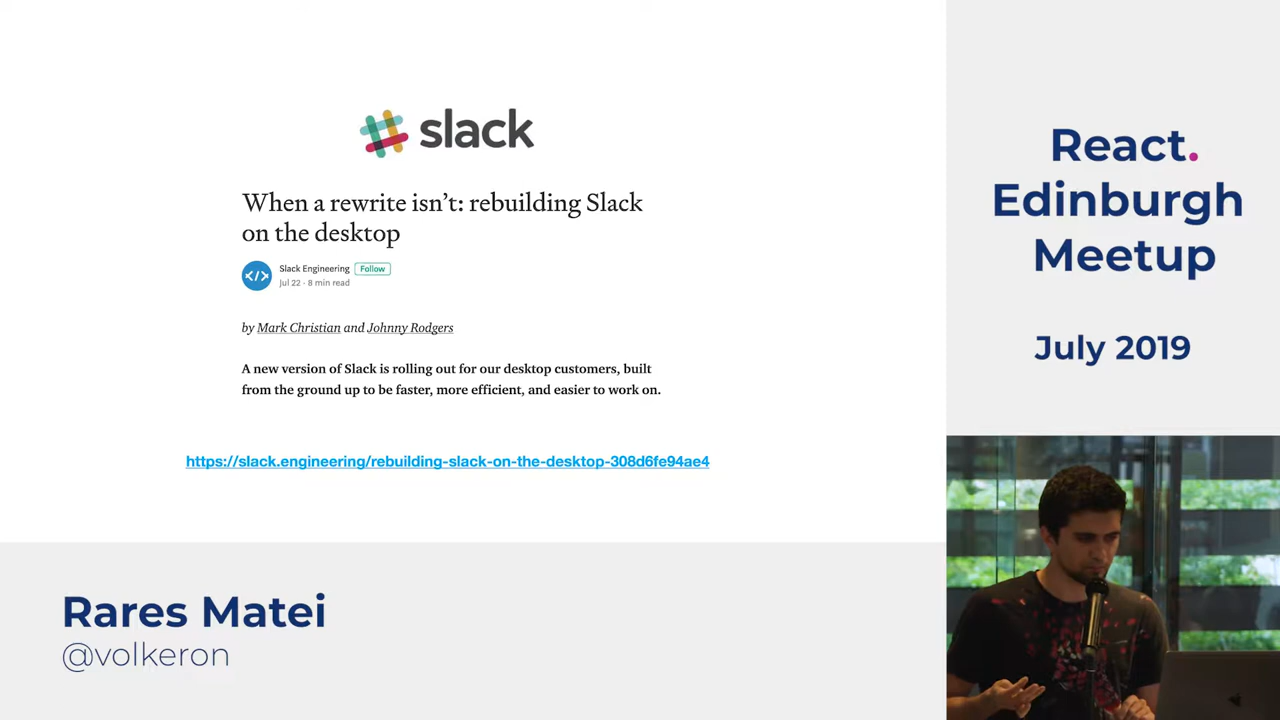 slack
When a rewrite isn’t: rebuilding Slack
on the desktop
Slack Engineering Follow
Jul 22 · 8 min read
by Mark Christian and Johnny Rodgers
A new version of Slack is rolling out for our desktop customers, built
from the ground up to be faster, more efficient, and easier to work on.
https://slack.engineering/rebuilding-slack-on-the-desktop-308d6fe94ae4
React.
Edinburgh
Meetup
July 2019
Rares Matei
@volkeron